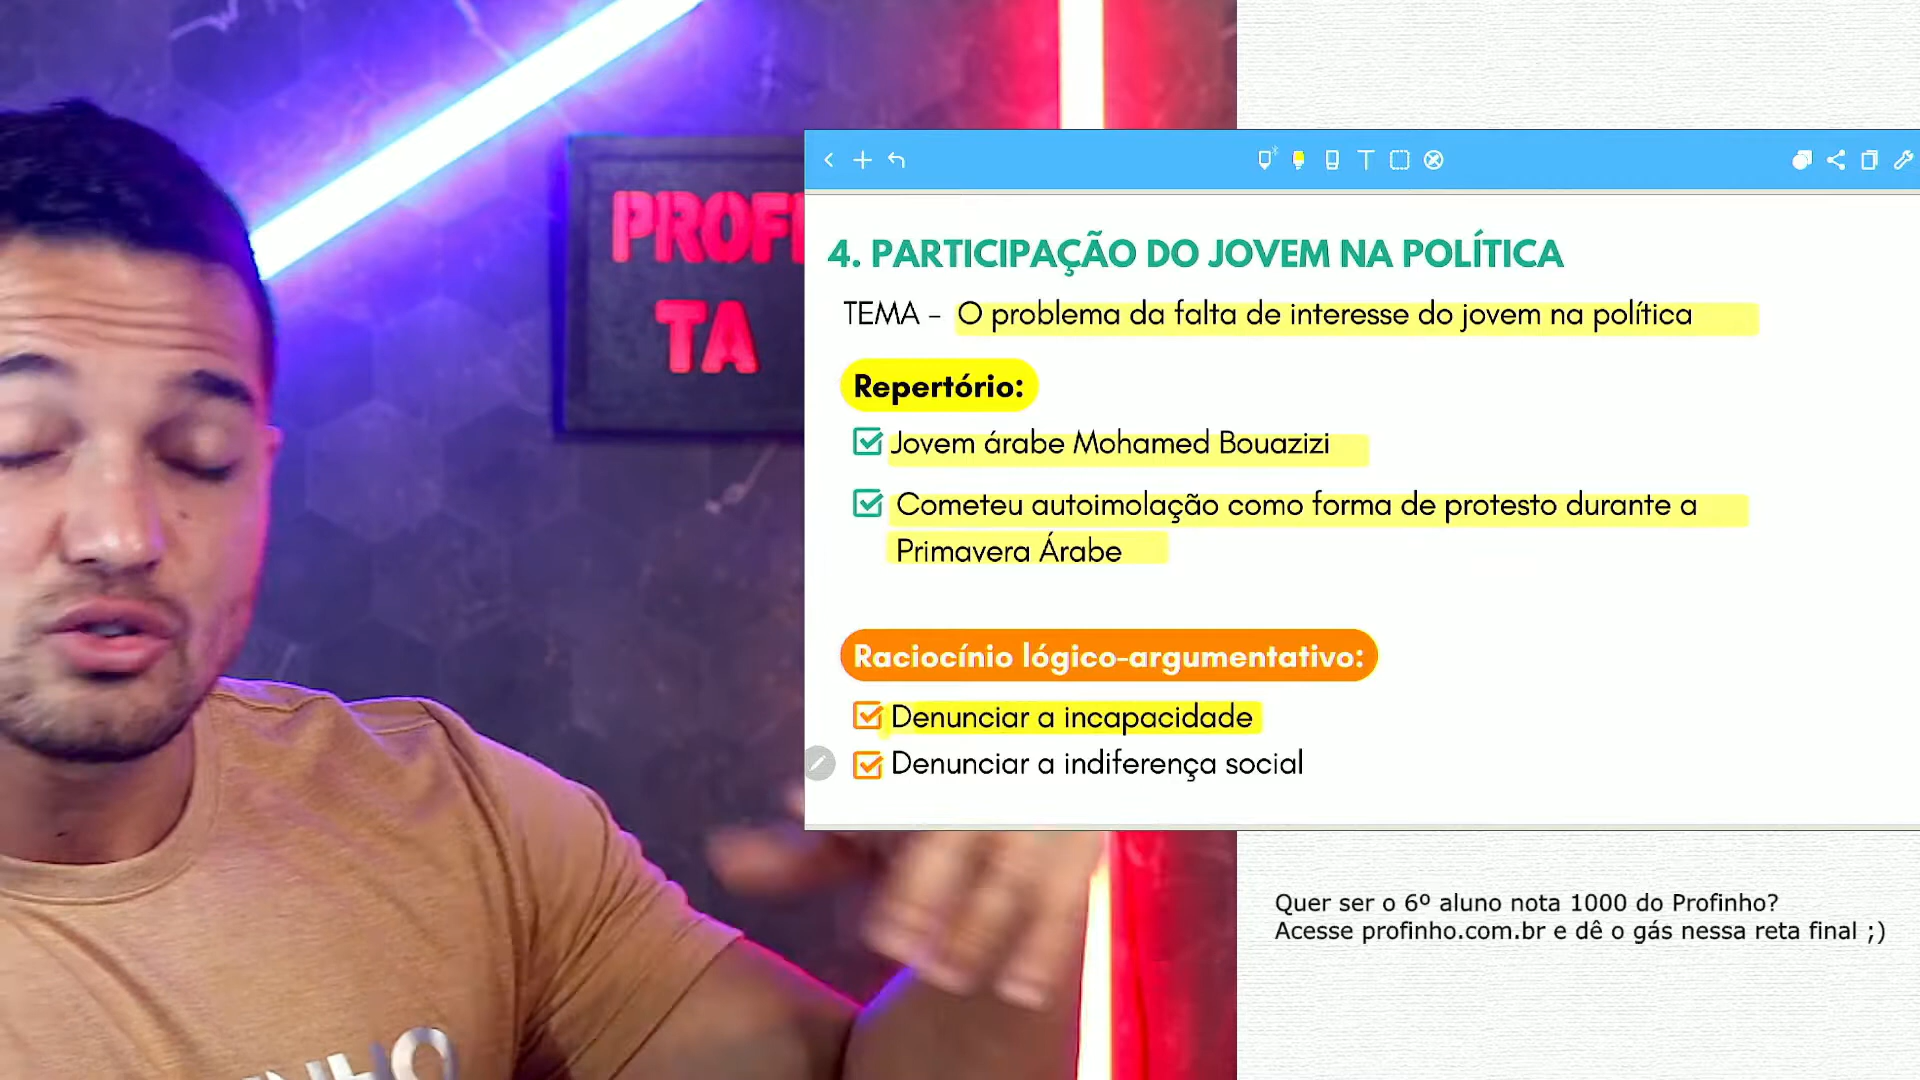 PROFI
TA
4. PARTICIPAÇÃO DO JOVEM NA POLÍTICA
TEMA - O problema da falta de interesse do jovem na política
Repertório:
Jovem árabe Mohamed Bouazizi
Cometeu autoimolação como forma de protesto durante a
Primavera Árabe
Raciocínio lógico-argumentativo:
Denunciar a incapacidade
Denunciar a indiferença social
Quer ser o 6º aluno nota 1000 do Profinho?
Acesse profinho.com.br e dê o gás nessa reta final ;)
INHO